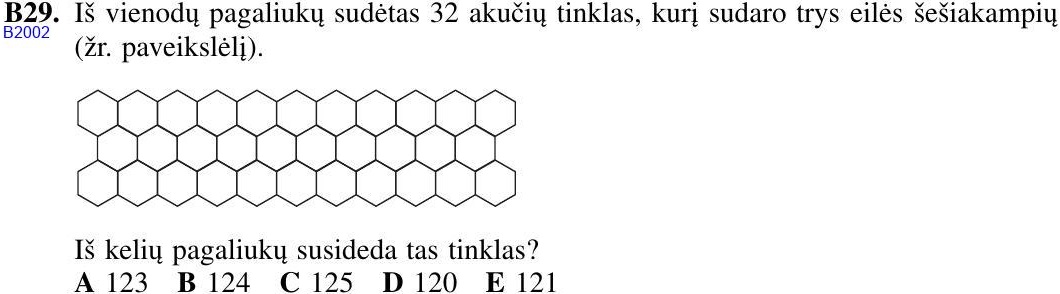 B29. Iš vienodų pagaliukų sudėtas 32 akučių tinklas, kurį sudaro trys eilės šešiakampių
B2002
(žr. paveikslėlį).
Iš kelių pagaliukų susideda tas tinklas?
A 123 B 124 C 125 D 120 E 121